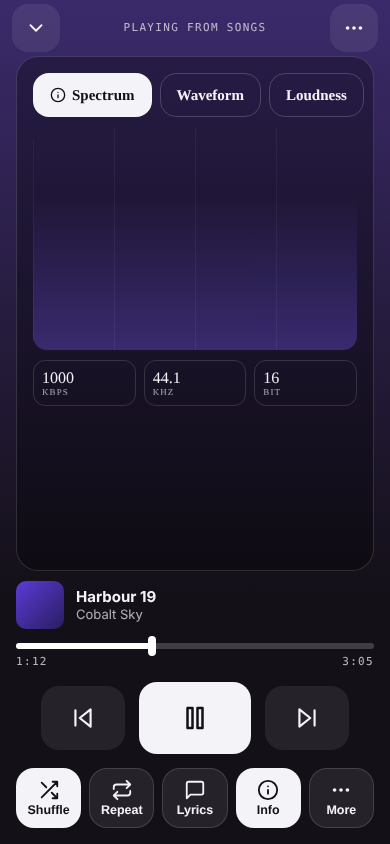 PLAYING FROM SONGS
Spectrum
Waveform
Loudness
1000
KBPS
44.1
KHZ
16
BIT
Harbour 19
Cobalt Sky
1:12
3:05
Shuffle
Repeat
Lyrics
Info
More